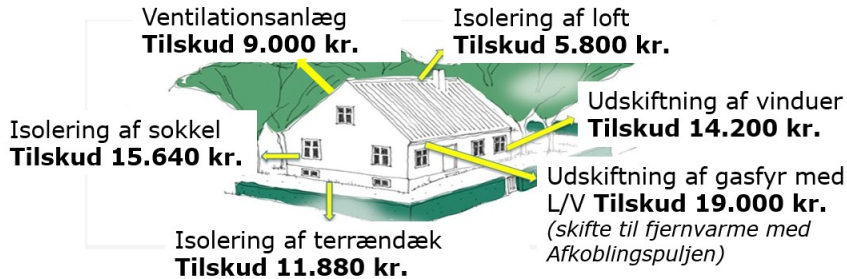 Ventilationsanlæg
Tilskud 9.000 kr.
Isolering af loft
Tilskud 5.800 kr.
Udskiftning af vinduer
Tilskud 14.200 kr.
Isolering af sokkel
Tilskud 15.640 kr.
Udskiftning af gasfyr med
L/V Tilskud 19.000 kr.
(skifte til fjernvarme med
Afkoblingspuljen)
Isolering af terrændæk
Tilskud 11.880 kr.